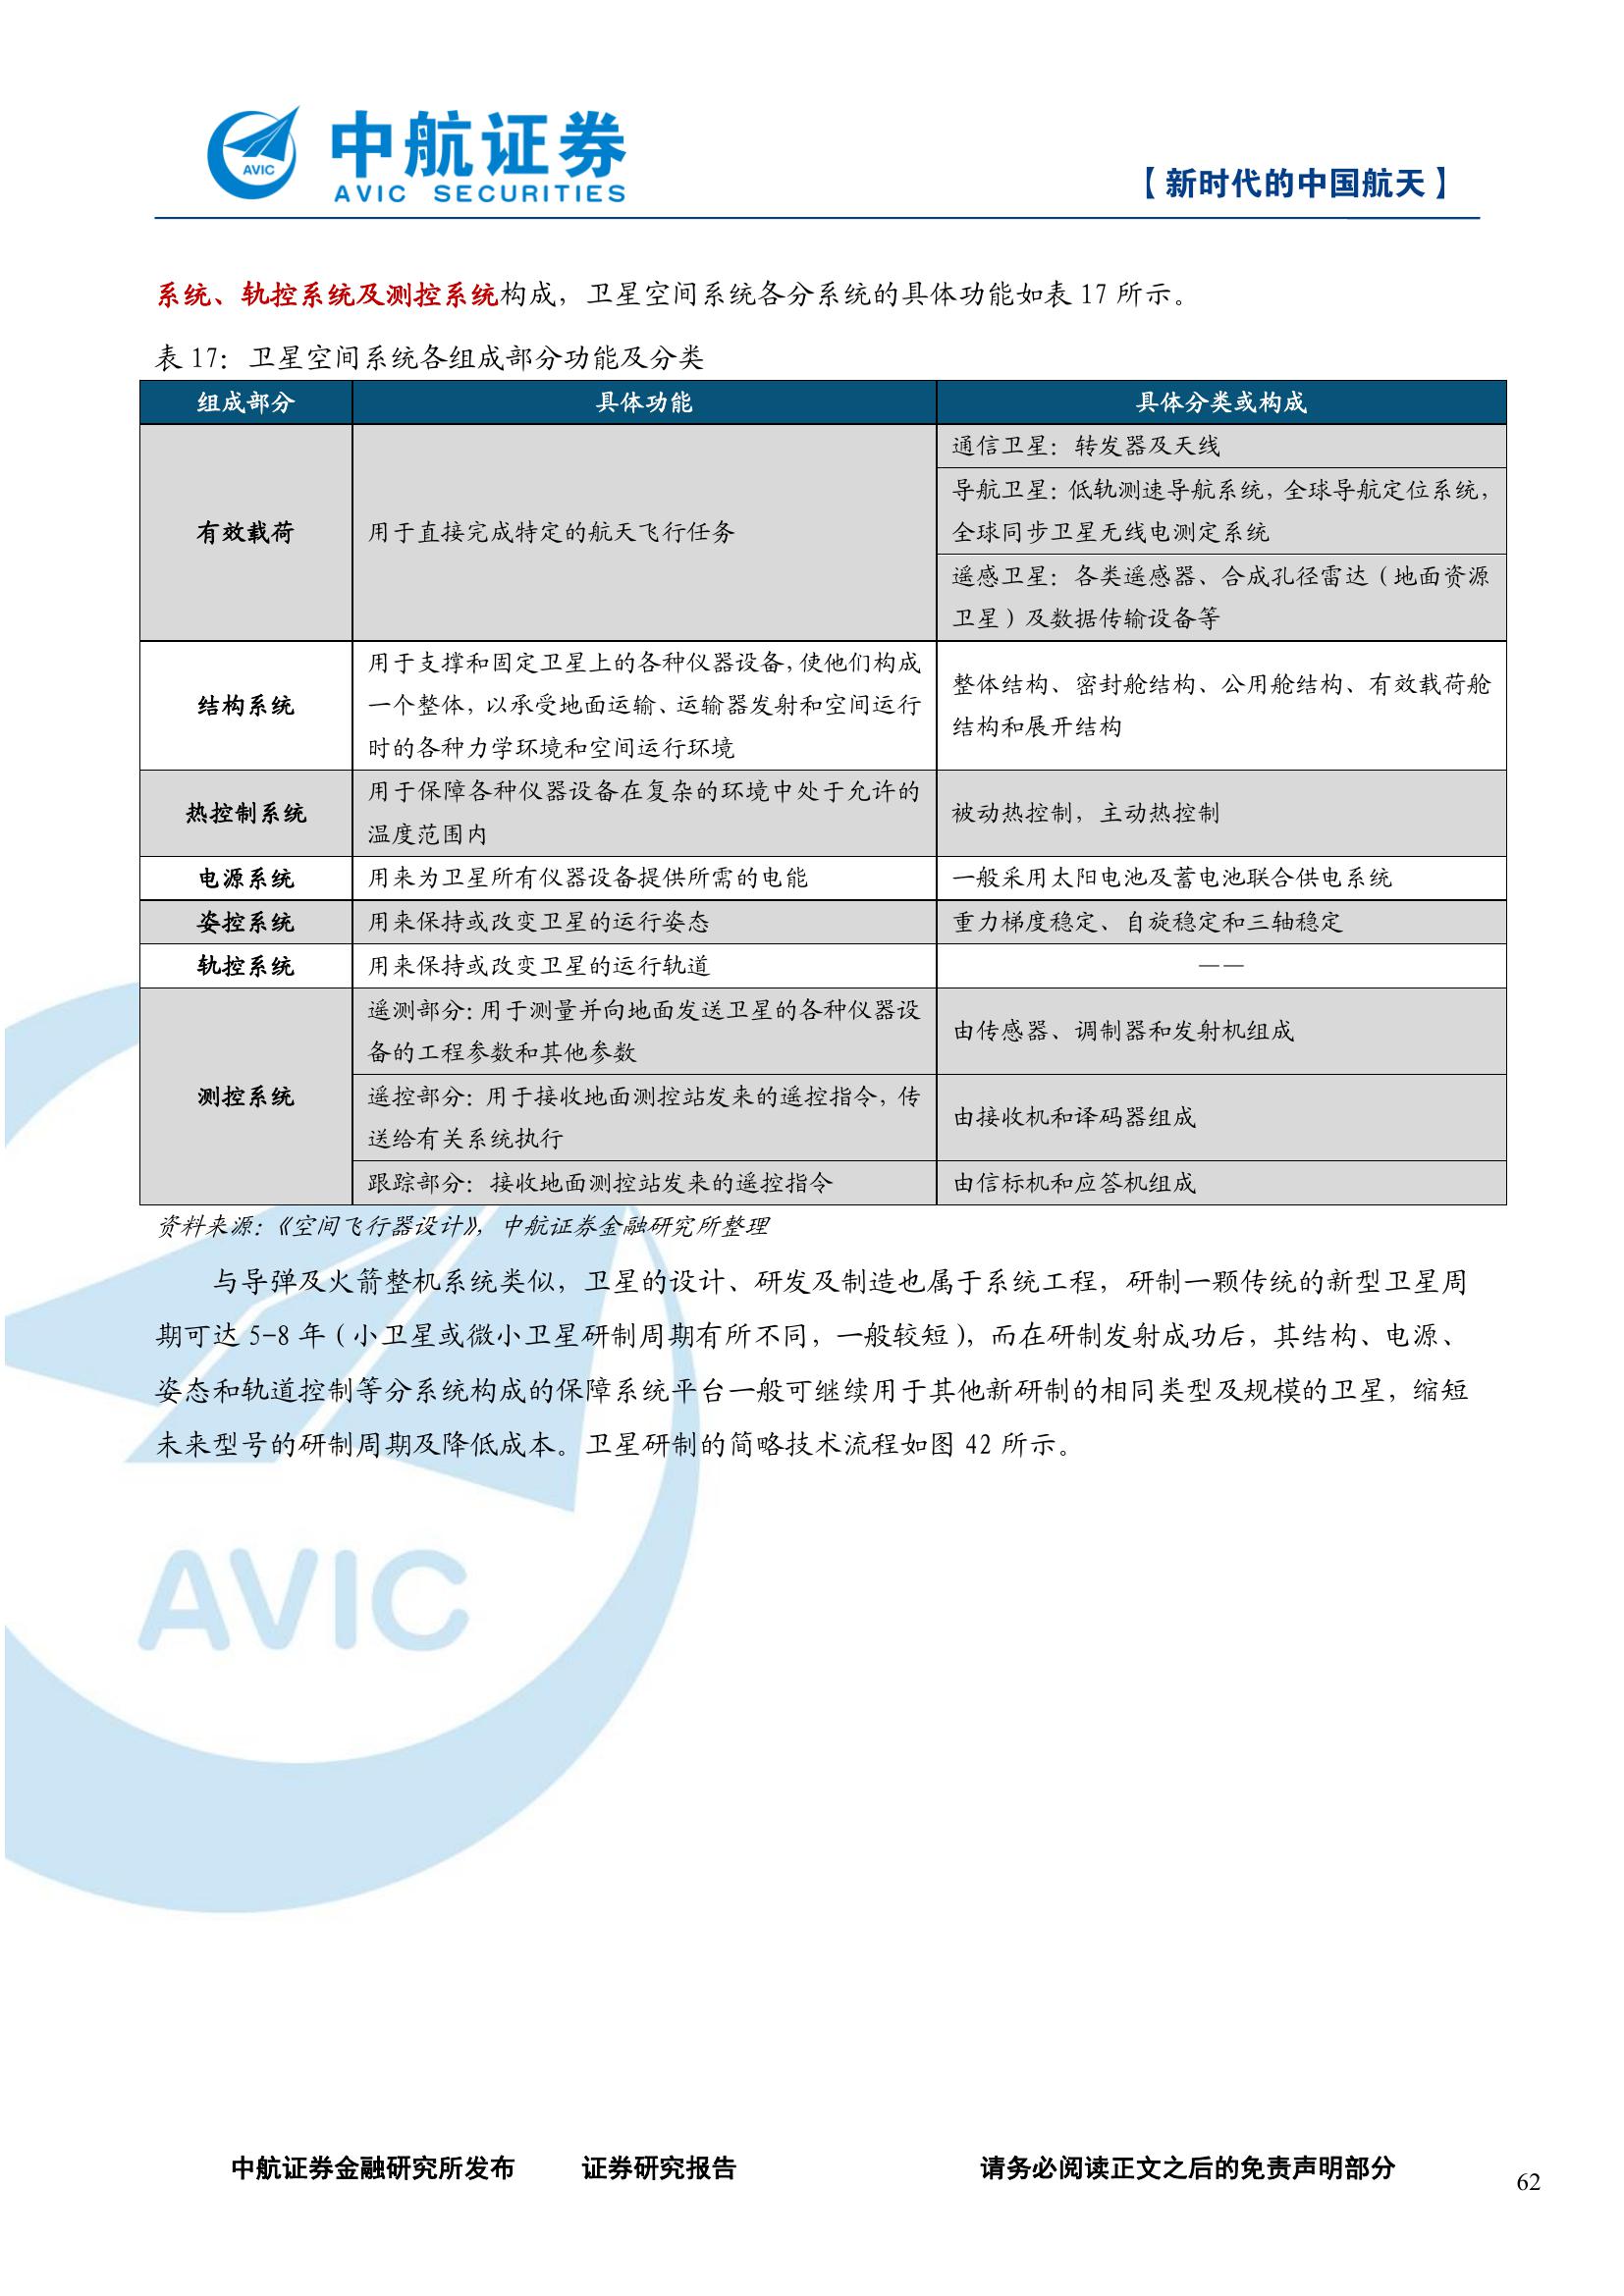 中航证券
AVIC SECURITIES
AVIC
【新时代的中国航天】
系统、轨控系统及测控系统构成，卫星空间系统各分系统的具体功能如表 17 所示。
表 17：卫星空间系统各组成部分功能及分类
组成部分 具体功能 具体分类或构成
有效载荷 用于直接完成特定的航天飞行任务
通信卫星：转发器及天线
导航卫星：低轨测速导航系统，全球导航定位系统，
全球同步卫星无线电测定系统
遥感卫星：各类遥感器、合成孔径雷达（地面资源
卫星）及数据传输设备等
结构系统
用于支撑和固定卫星上的各种仪器设备，使他们构成
一个整体，以承受地面运输、运输器发射和空间运行
时的各种力学环境和空间运行环境
整体结构、密封舱结构、公用舱结构、有效载荷舱
结构和展开结构
热控制系统
用于保障各种仪器设备在复杂的环境中处于允许的
温度范围内
被动热控制，主动热控制
电源系统 用来为卫星所有仪器设备提供所需的电能 一般采用太阳电池及蓄电池联合供电系统
姿控系统 用来保持或改变卫星的运行姿态 重力梯度稳定、自旋稳定和三轴稳定
轨控系统 用来保持或改变卫星的运行轨道 ——
测控系统
遥测部分：用于测量并向地面发送卫星的各种仪器设
备的工程参数和其他参数
由传感器、调制器和发射机组成
遥控部分：用于接收地面测控站发来的遥控指令，传
送给有关系统执行
由接收机和译码器组成
跟踪部分：接收地面测控站发来的遥控指令 由信标机和应答机组成
资料来源：《空间飞行器设计》，中航证券金融研究所整理
与导弹及火箭整机系统类似，卫星的设计、研发及制造也属于系统工程，研制一颗传统的新型卫星周
期可达 5-8 年（小卫星或微小卫星研制周期有所不同，一般较短），而在研制发射成功后，其结构、电源、
姿态和轨道控制等分系统构成的保障系统平台一般可继续用于其他新研制的相同类型及规模的卫星，缩短
未来型号的研制周期及降低成本。卫星研制的简略技术流程如图 42 所示。
AVIC
中航证券金融研究所发布 证券研究报告 请务必阅读正文之后的免责声明部分
62